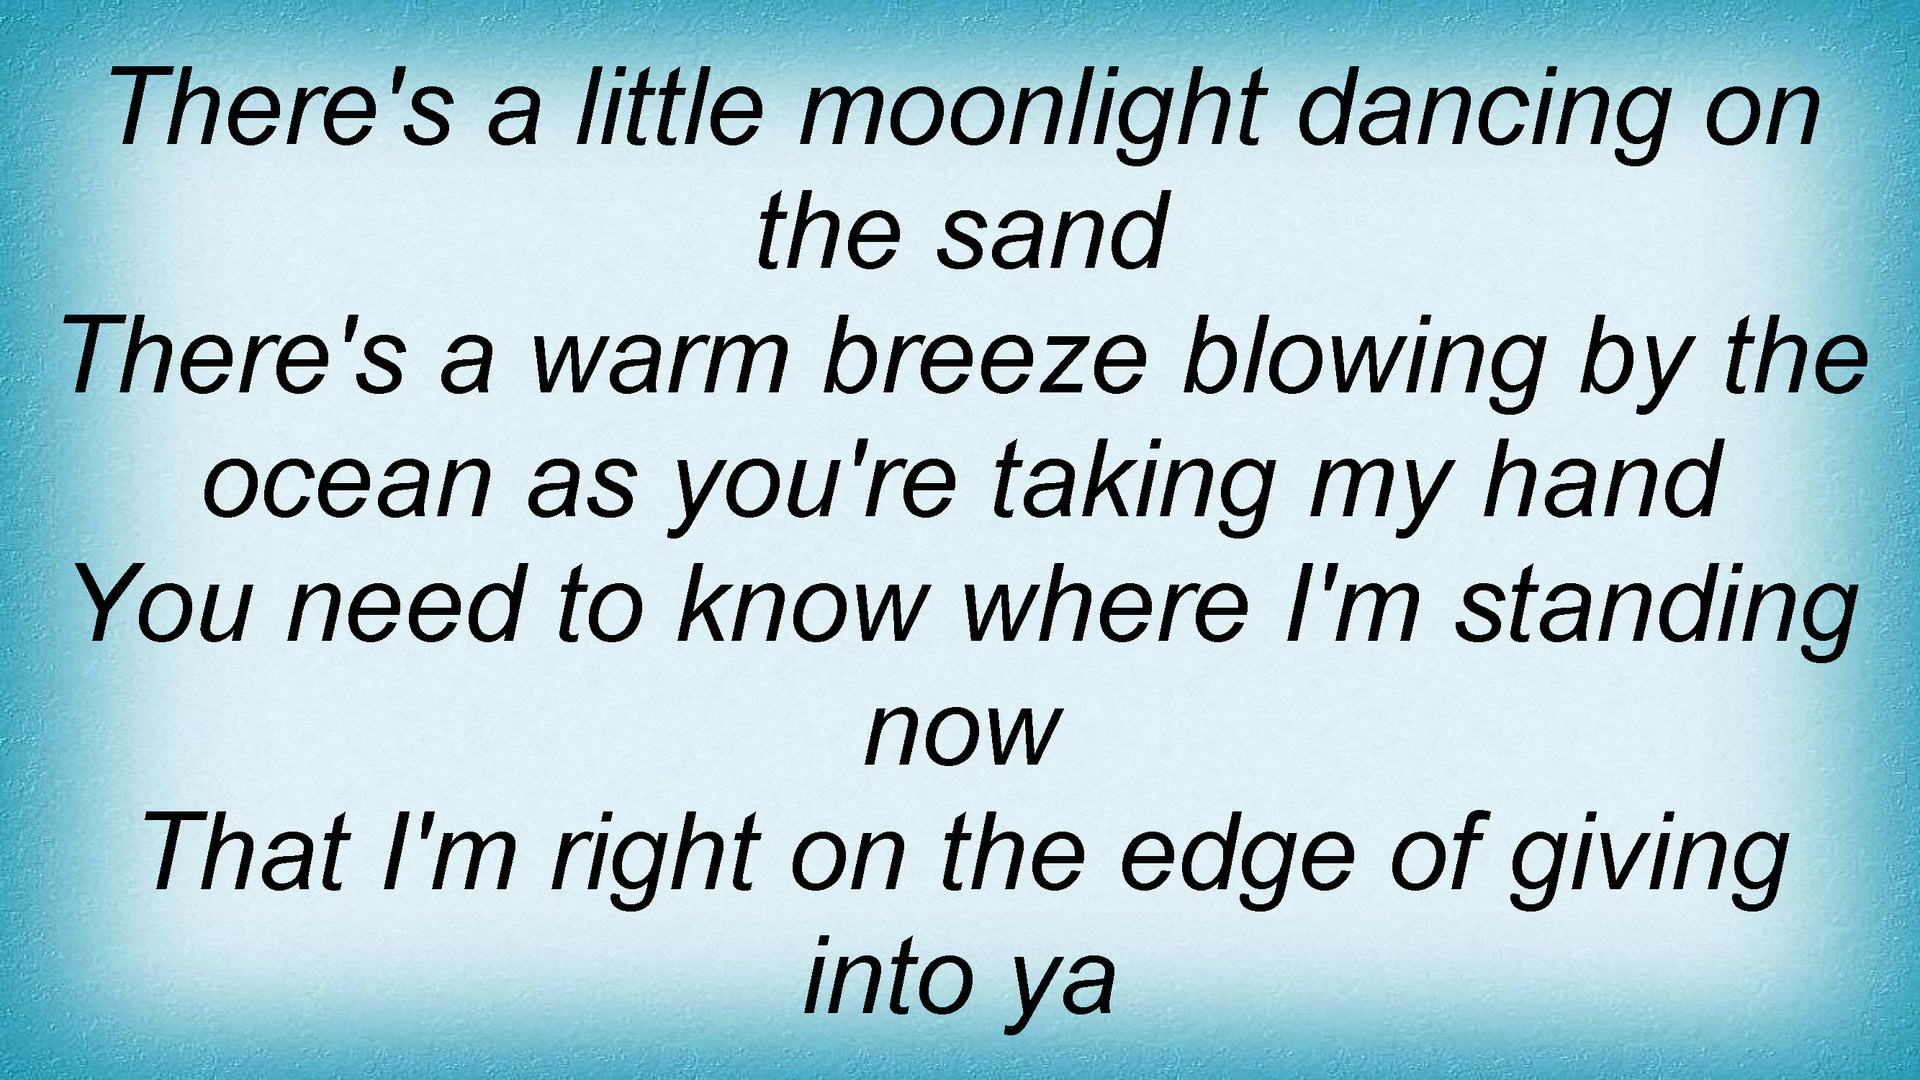 There's a little moonlight dancing on
the sand
There's a warm breeze blowing by the
ocean as you're taking my hand
You need to know where I'm standing
now
That I'm right on the edge of giving
into ya